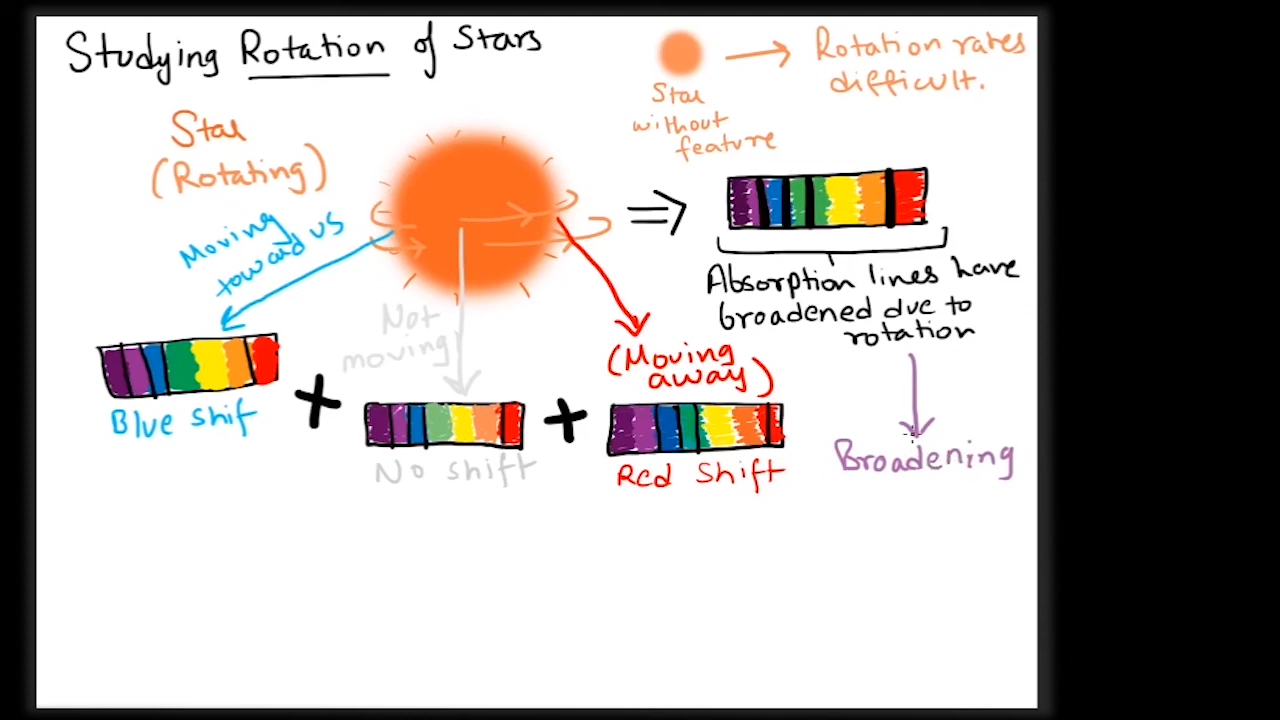 Studying Rotation of Stars
Star
without
feature
Rotation rates
difficult.
Star
(Rotating)
Moving
toward us
Not
moving
(Moving
away)
Blue shif
No shift
Red Shift
Absorption lines have
broadened due to
rotation
Broadening